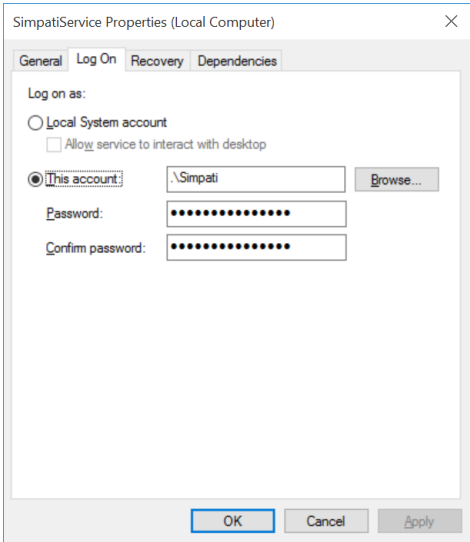 SimpatiService Properties (Local Computer)
General Log On Recovery Dependencies
Log on as:
Local System account
Allow service to interact with desktop
This account: .\Simpati Browse...
Password: •••••••••••••••
Confirm password: •••••••••••••••
OK Cancel Apply